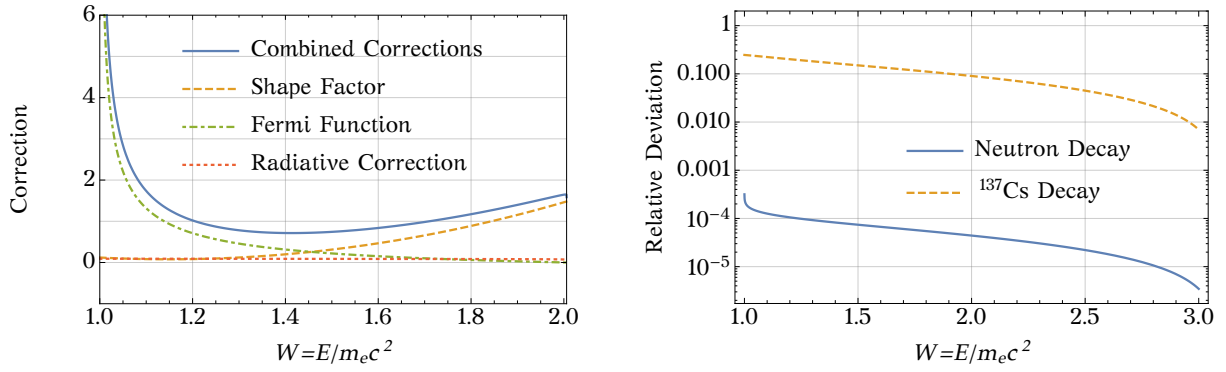 Correction
6
4
2
0
Combined Corrections
Shape Factor
Fermi Function
Radiative Correction
1.0 1.2 1.4 1.6 1.8 2.0
W=E/mₑc²
Relative Deviation
1
0.100
0.010
0.001
10⁻⁴
10⁻⁵
Neutron Decay
¹³⁷Cs Decay
1.0 1.5 2.0 2.5 3.0
W=E/mₑc²